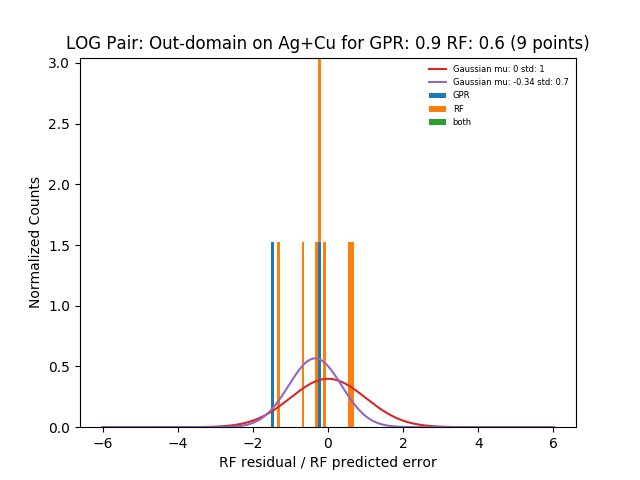 LOG Pair: Out-domain on Ag+Cu for GPR: 0.9 RF: 0.6 (9 points)
Gaussian mu: 0 std: 1
Gaussian mu: -0.34 std: 0.7
GPR
RF
both
3.0
2.5
2.0
1.5
1.0
0.5
0.0
Normalized Counts
−6 −4 −2 0 2 4 6
RF residual / RF predicted error